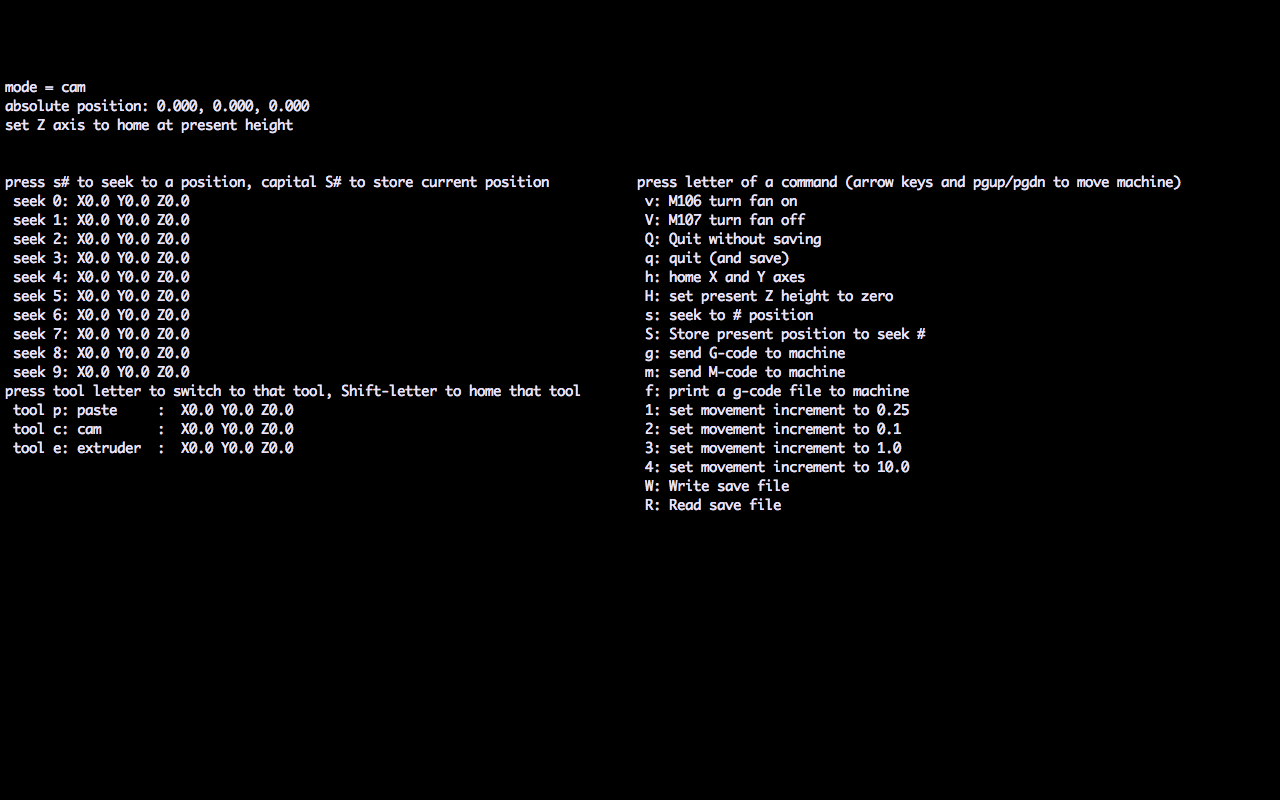 mode = cam
absolute position: 0.000, 0.000, 0.000
set Z axis to home at present height
press s# to seek to a position, capital S# to store current position
seek 0: X0.0 Y0.0 Z0.0
seek 1: X0.0 Y0.0 Z0.0
seek 2: X0.0 Y0.0 Z0.0
seek 3: X0.0 Y0.0 Z0.0
seek 4: X0.0 Y0.0 Z0.0
seek 5: X0.0 Y0.0 Z0.0
seek 6: X0.0 Y0.0 Z0.0
seek 7: X0.0 Y0.0 Z0.0
seek 8: X0.0 Y0.0 Z0.0
seek 9: X0.0 Y0.0 Z0.0
press tool letter to switch to that tool, Shift-letter to home that tool
tool p: paste     :  X0.0 Y0.0 Z0.0
tool c: cam       :  X0.0 Y0.0 Z0.0
tool e: extruder  :  X0.0 Y0.0 Z0.0
press letter of a command (arrow keys and pgup/pgdn to move machine)
v: M106 turn fan on
V: M107 turn fan off
Q: Quit without saving
q: quit (and save)
h: home X and Y axes
H: set present Z height to zero
s: seek to # position
S: Store present position to seek #
g: send G-code to machine
m: send M-code to machine
f: print a g-code file to machine
1: set movement increment to 0.25
2: set movement increment to 0.1
3: set movement increment to 1.0
4: set movement increment to 10.0
W: Write save file
R: Read save file